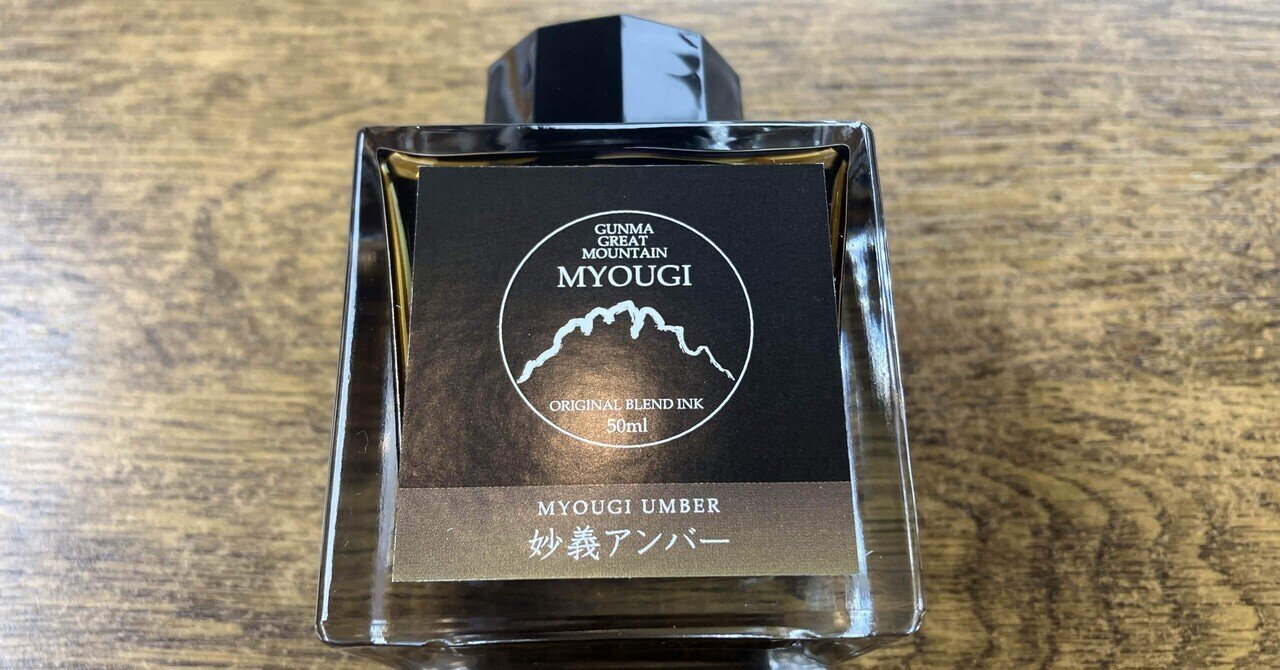 GUNMA
GREAT
MOUNTAIN
MYOUGI
ORIGINAL BLEND INK
50ml
MYOUGI UMBER
妙義アンバー